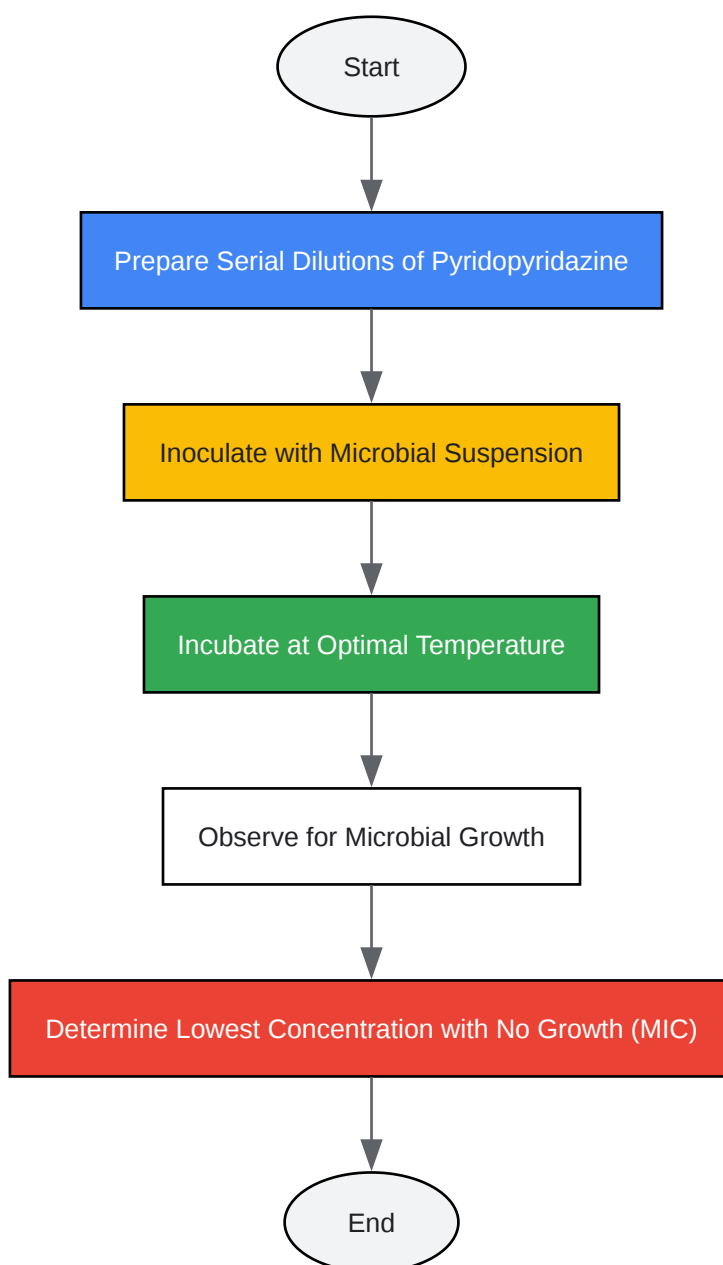 Start
Prepare Serial Dilutions of Pyridopyridazine
Inoculate with Microbial Suspension
Incubate at Optimal Temperature
Observe for Microbial Growth
Determine Lowest Concentration with No Growth (MIC)
End